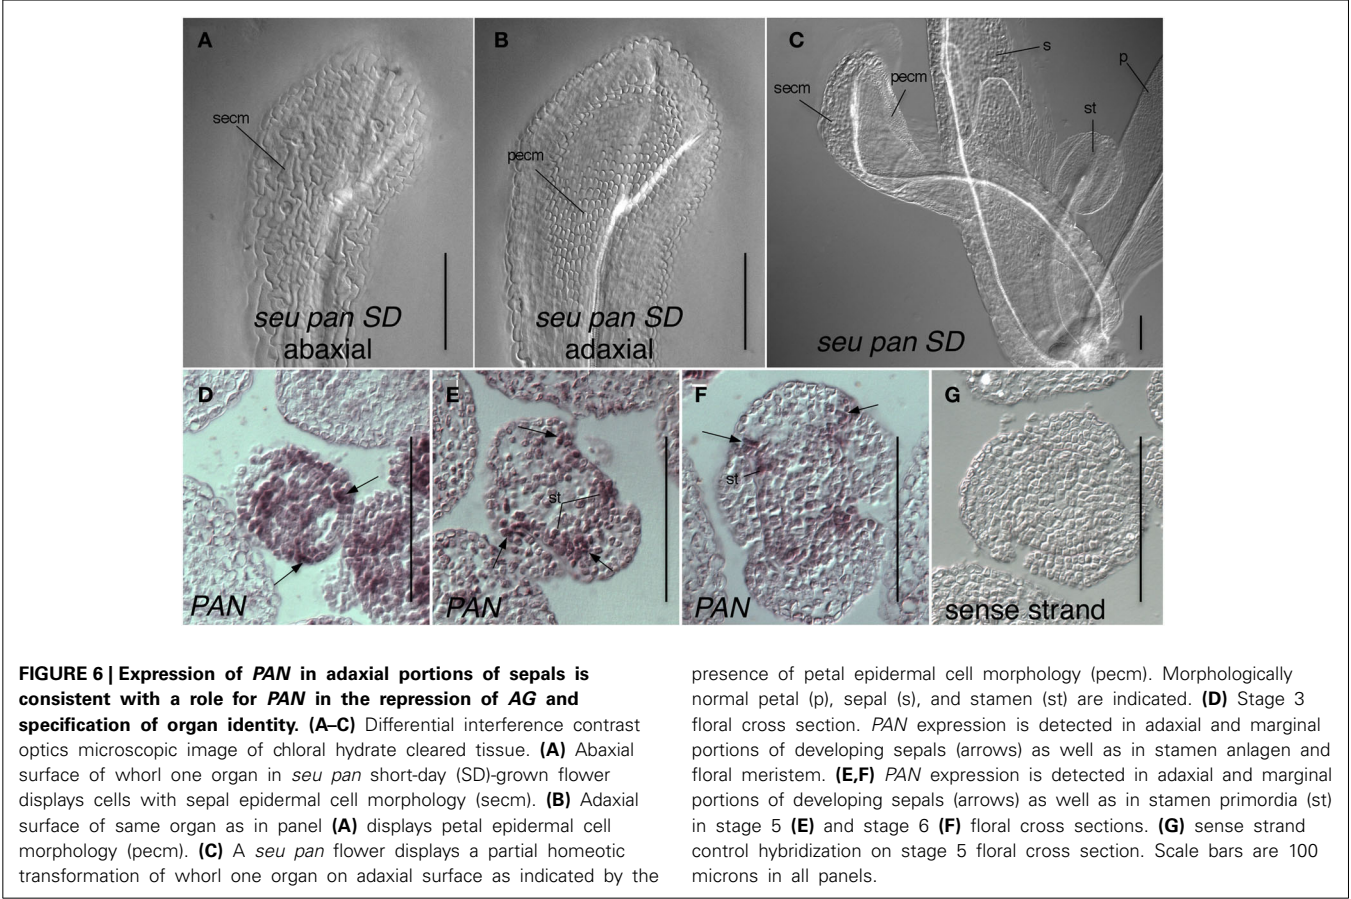 A
secm
seu pan SD
abaxial
B
pecm
seu pan SD
adaxial
C
secm
pecm
s
p
st
seu pan SD
D
PAN
E
st
PAN
F
st
PAN
G
sense strand
FIGURE 6 | Expression of PAN in adaxial portions of sepals is
consistent with a role for PAN in the repression of AG and
specification of organ identity. (A–C) Differential interference contrast
optics microscopic image of chloral hydrate cleared tissue. (A) Abaxial
surface of whorl one organ in seu pan short-day (SD)-grown flower
displays cells with sepal epidermal cell morphology (secm). (B) Adaxial
surface of same organ as in panel (A) displays petal epidermal cell
morphology (pecm). (C) A seu pan flower displays a partial homeotic
transformation of whorl one organ on adaxial surface as indicated by the
presence of petal epidermal cell morphology (pecm). Morphologically
normal petal (p), sepal (s), and stamen (st) are indicated. (D) Stage 3
floral cross section. PAN expression is detected in adaxial and marginal
portions of developing sepals (arrows) as well as in stamen anlagen and
floral meristem. (E,F) PAN expression is detected in adaxial and marginal
portions of developing sepals (arrows) as well as in stamen primordia (st)
in stage 5 (E) and stage 6 (F) floral cross sections. (G) sense strand
control hybridization on stage 5 floral cross section. Scale bars are 100
microns in all panels.